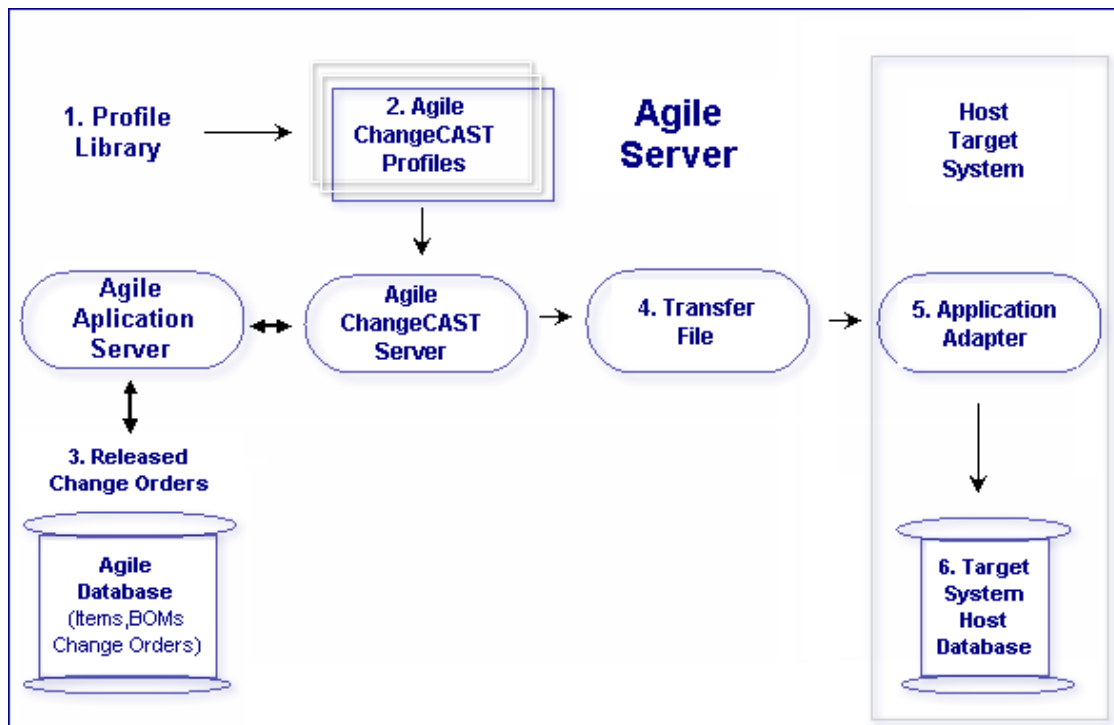 1. Profile
Library
2. Agile
ChangeCAST
Profiles
Agile
Server
Host
Target
System
Agile
Aplication
Server
Agile
ChangeCAST
Server
4. Transfer
File
5. Application
Adapter
3. Released
Change Orders
Agile
Database
(Items,BOMs
Change Orders)
6. Target
System
Host
Database